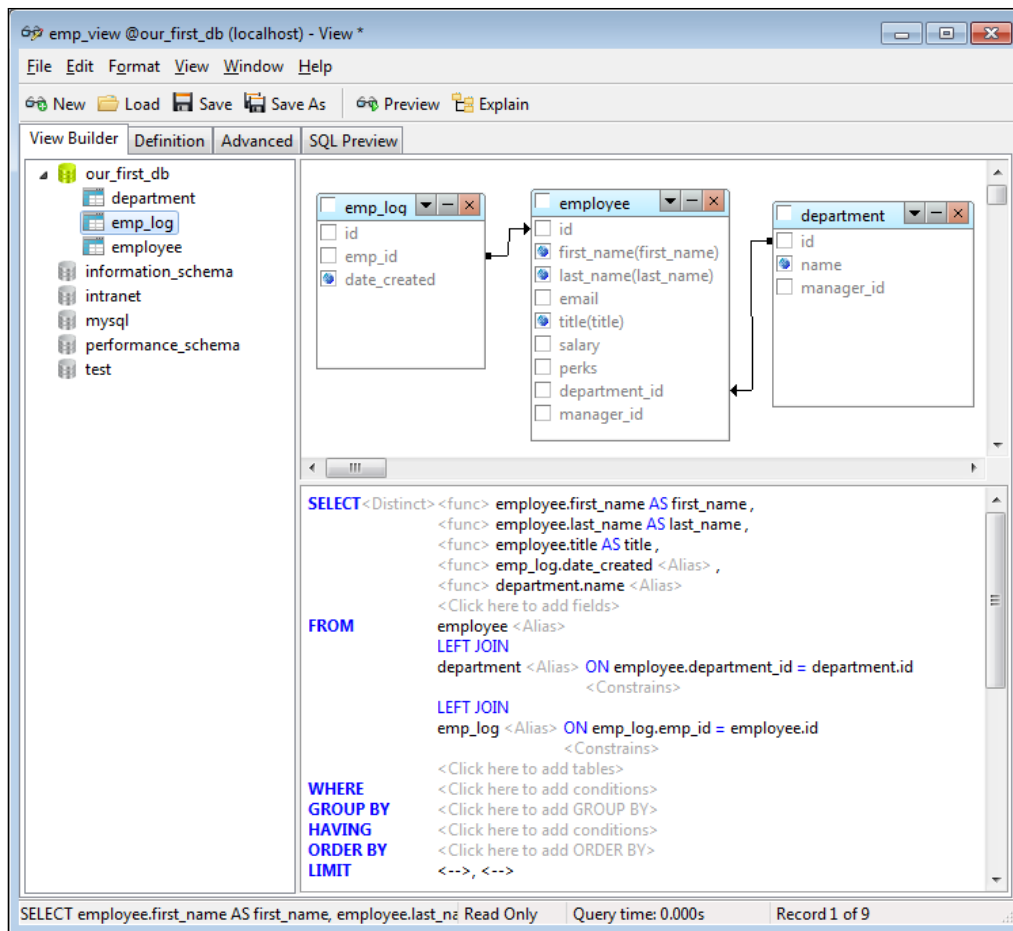 emp_view @our_first_db (localhost) - View *
File Edit Format View Window Help
New Load Save Save As Preview Explain
View Builder Definition Advanced SQL Preview
our_first_db
department
emp_log
employee
information_schema
intranet
mysql
performance_schema
test
emp_log
id
emp_id
date_created
employee
id
first_name(first_name)
last_name(last_name)
email
title(title)
salary
perks
department_id
manager_id
department
id
name
manager_id
SELECT <Distinct> <func> employee.first_name AS first_name ,
<func> employee.last_name AS last_name ,
<func> employee.title AS title ,
<func> emp_log.date_created <Alias> ,
<func> department.name <Alias>
<Click here to add fields>
FROM employee <Alias>
LEFT JOIN
department <Alias> ON employee.department_id = department.id
<Constrains>
LEFT JOIN
emp_log <Alias> ON emp_log.emp_id = employee.id
<Constrains>
<Click here to add tables>
WHERE <Click here to add conditions>
GROUP BY <Click here to add GROUP BY>
HAVING <Click here to add conditions>
ORDER BY <Click here to add ORDER BY>
LIMIT <-->, <-->
SELECT employee.first_name AS first_name, employee.last_na Read Only Query time: 0.000s Record 1 of 9